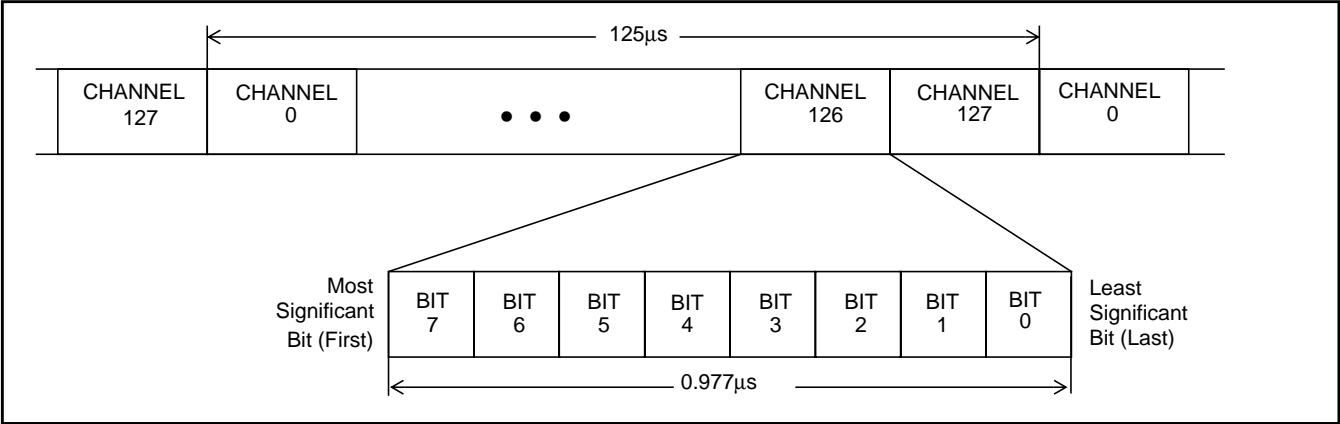 125μs
CHANNEL
127
CHANNEL
0
CHANNEL
126
CHANNEL
127
CHANNEL
0
Most
Significant
Bit (First)
BIT
7
BIT
6
BIT
5
BIT
4
BIT
3
BIT
2
BIT
1
BIT
0
Least
Significant
Bit (Last)
0.977μs